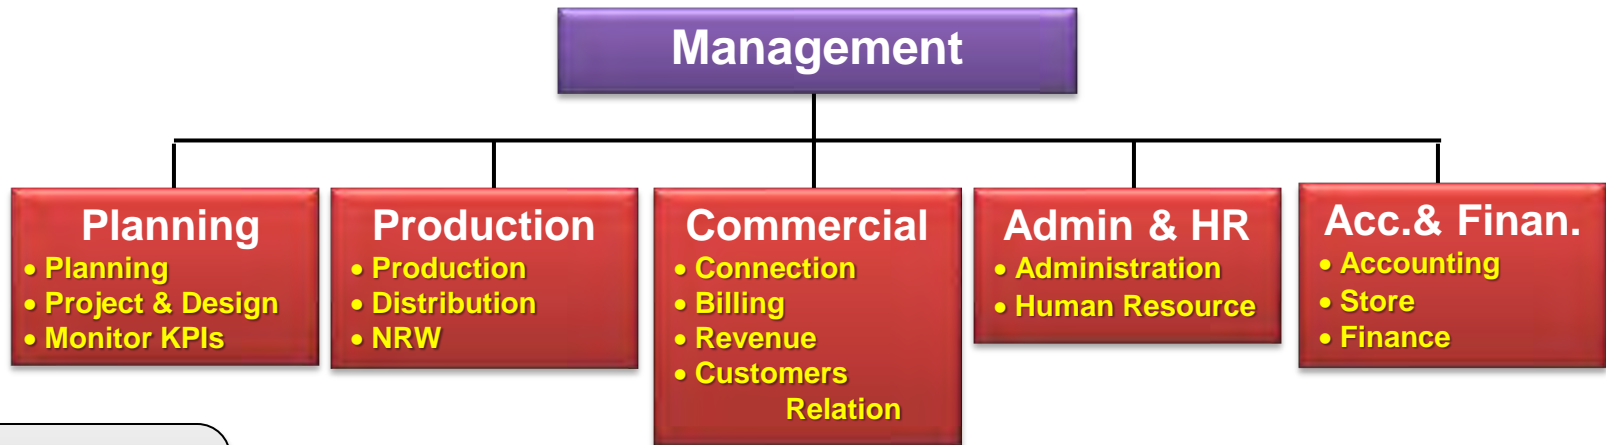 Management
Planning
• Planning
• Project & Design
• Monitor KPIs
Production
• Production
• Distribution
• NRW
Commercial
• Connection
• Billing
• Revenue
• Customers
Relation
Admin & HR
• Administration
• Human Resource
Acc.& Finan.
• Accounting
• Store
• Finance